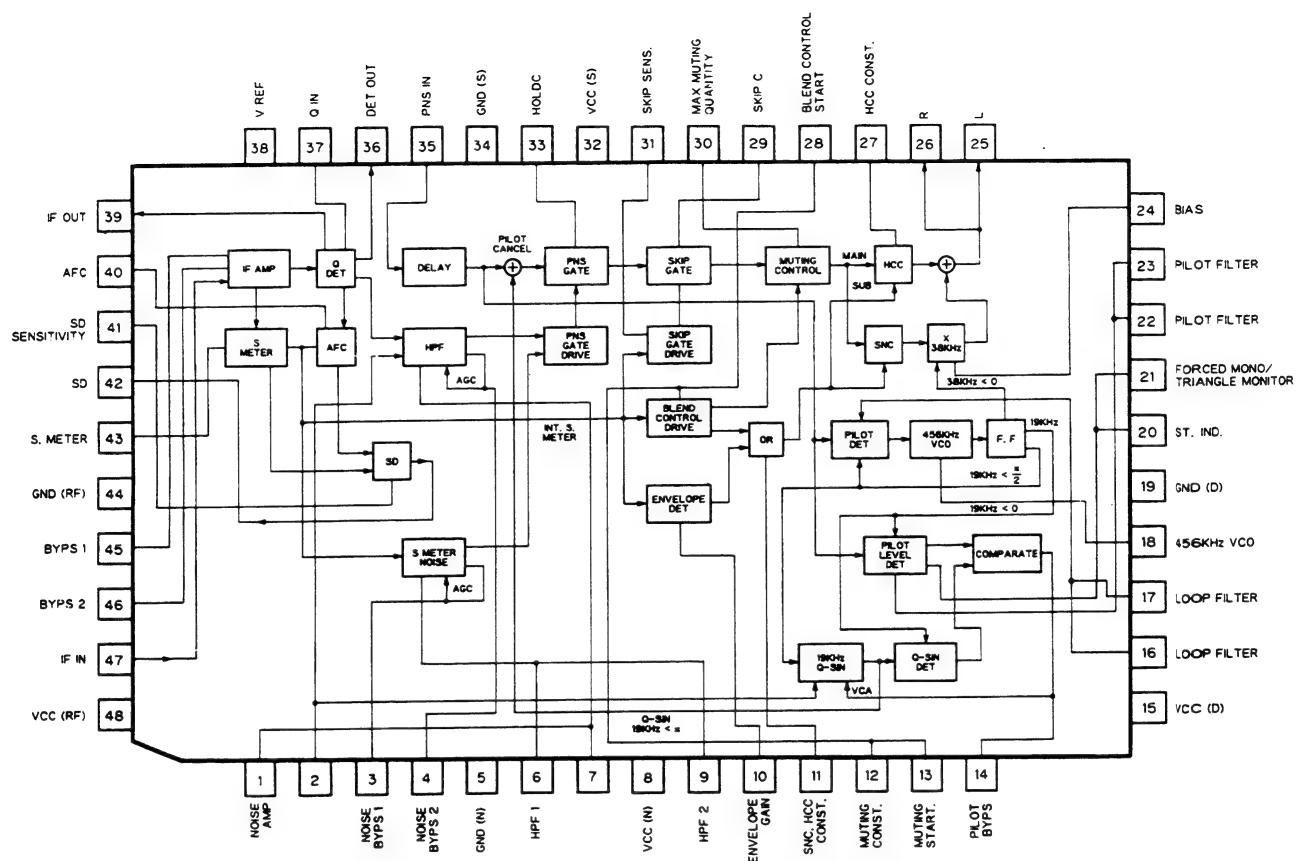 V REF
Q IN
DET OUT
PNS IN
GND (S)
HOLDC
VCC (S)
SKIP SENS.
MAX MUTING
QUANTITY
SKIP C
BLEND CONTROL
START
HCC CONST.
R
L
38
37
36
35
34
33
32
31
30
29
28
27
26
25
IF OUT
39
AFC
40
SD
SENSITIVITY
41
SD
42
S. METER
43
GND (RF)
44
BYPS 1
45
BYPS 2
46
IF IN
47
VCC (RF)
48
24
BIAS
23
PILOT FILTER
22
PILOT FILTER
21
FORCED MONO/
TRIANGLE MONITOR
20
ST. IND.
19
GND (D)
18
456KHz VCO
17
LOOP FILTER
16
LOOP FILTER
15
VCC (D)
IF AMP
Q
DET
DELAY
PILOT
CANCEL
PNS
GATE
SKIP
GATE
MUTING
CONTROL
MAIN
SUB
HCC
S
METER
AFC
HPF
AGC
PNS
GATE
DRIVE
SKIP
GATE
DRIVE
SNC
X
38KHz
38KHz < 0
INT. S.
METER
BLEND
CONTROL
DRIVE
OR
PILOT
DET
456KHz
VCO
F. F
19KHz
19KHz < π/2
SD
ENVELOPE
DET
19KHz < 0
S METER
NOISE
AGC
PILOT
LEVEL
DET
COMPARATE
19KHz
Q-SIN
VCA
Q-SIN
DET
Q-SIN
19KHz < π
1
2
3
4
5
6
7
8
9
10
11
12
13
14
NOISE
AMP
NOISE
BYPS 1
NOISE
BYPS 2
GND (N)
HPF 1
VCC (N)
HPF 2
ENVELOPE
GAIN
SNC, HCC
CONST.
MUTING
CONST.
MUTING
START.
PILOT
BYPS